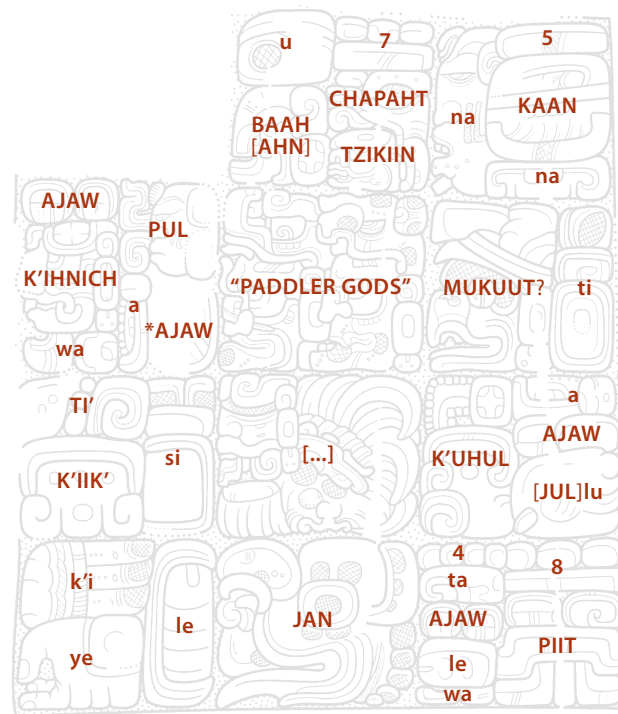 u
BAAH
[AHN]
7
CHAPAHT
TZIKIIN
na
5
KAAN
na
AJAW
K’IHNICH
wa
PUL
a
*AJAW
“PADDLER GODS”
MUKUUT?
ti
TI’
K’IIK’
si
[...]
K’UHUL
a
AJAW
[JUL]lu
k’i
ye
le
JAN
4
ta
AJAW
le
wa
8
PIIT